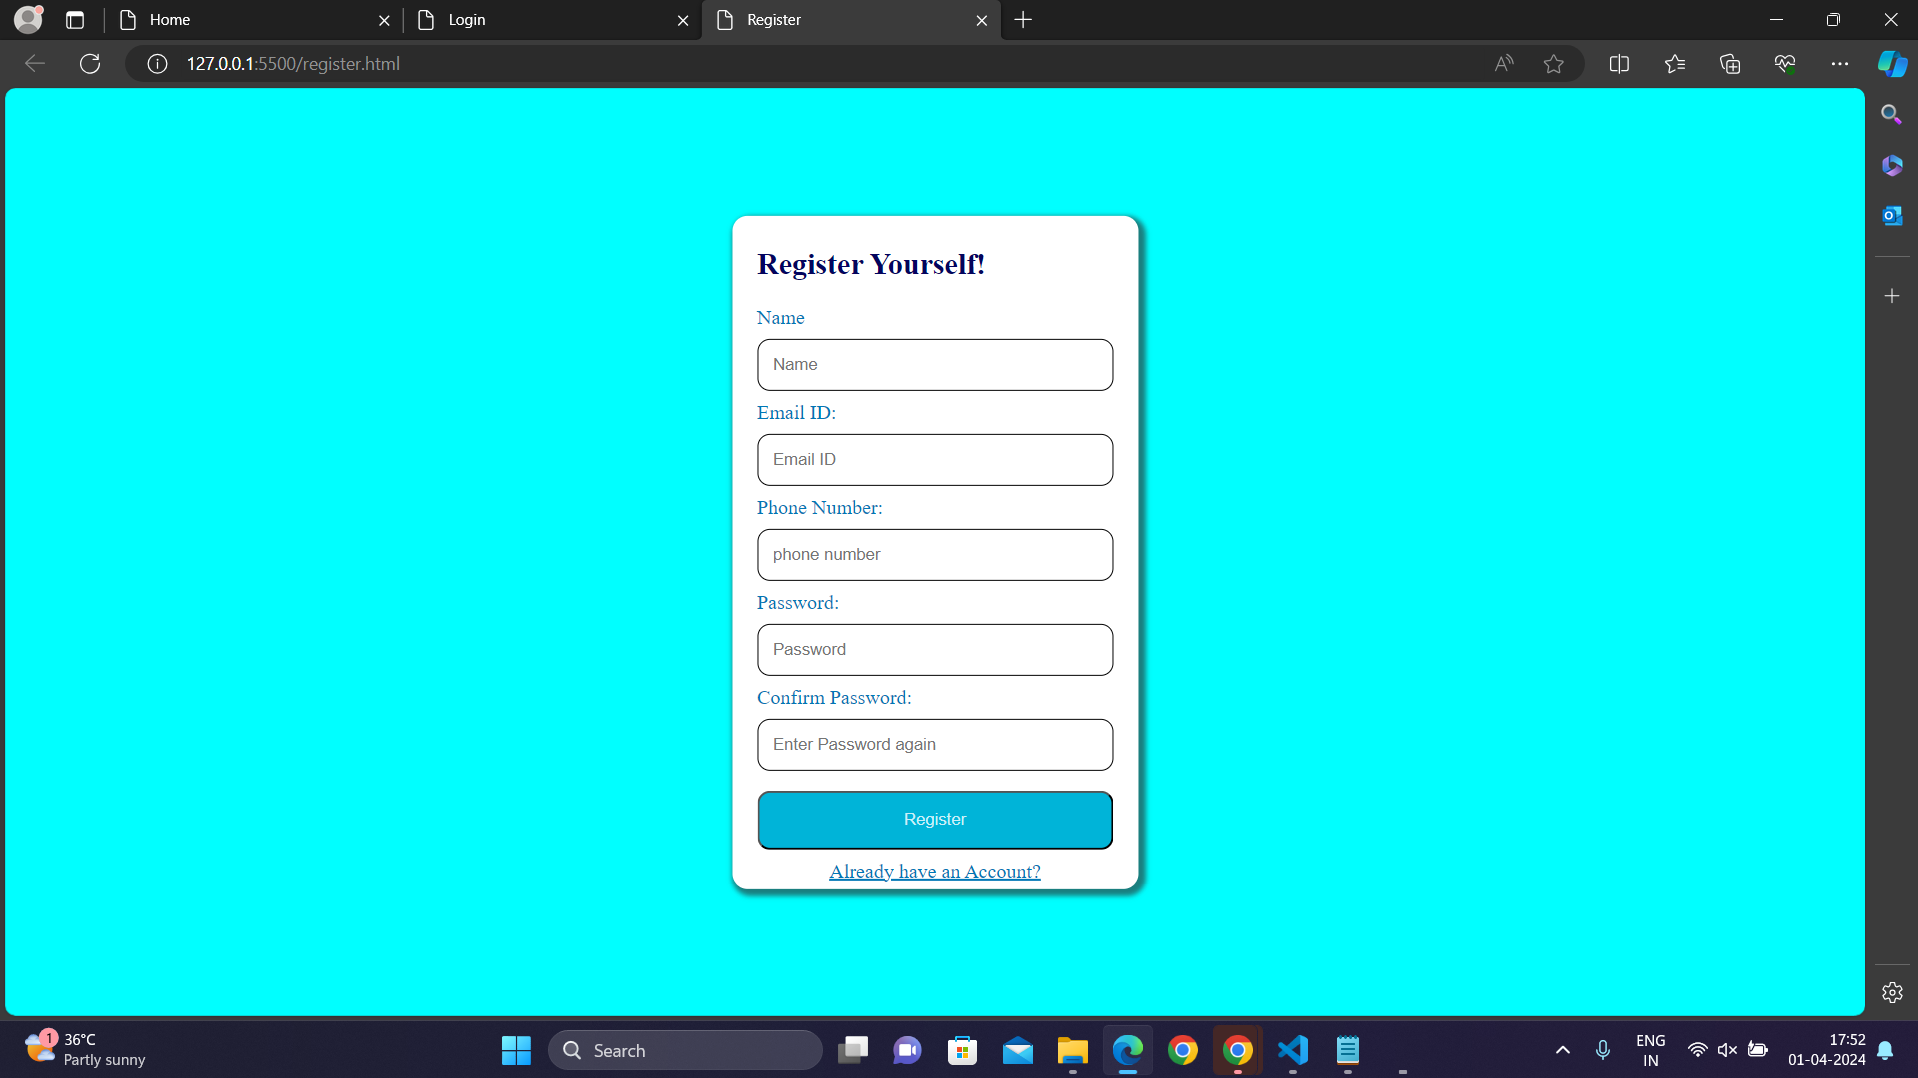 Home
Login
Register
127.0.0.1:5500/register.html
Register Yourself!
Name
Name
Email ID:
Email ID
Phone Number:
phone number
Password:
Password
Confirm Password:
Enter Password again
Register
Already have an Account?
1
36°C
Partly sunny
Search
ENG
IN
17:52
01-04-2024